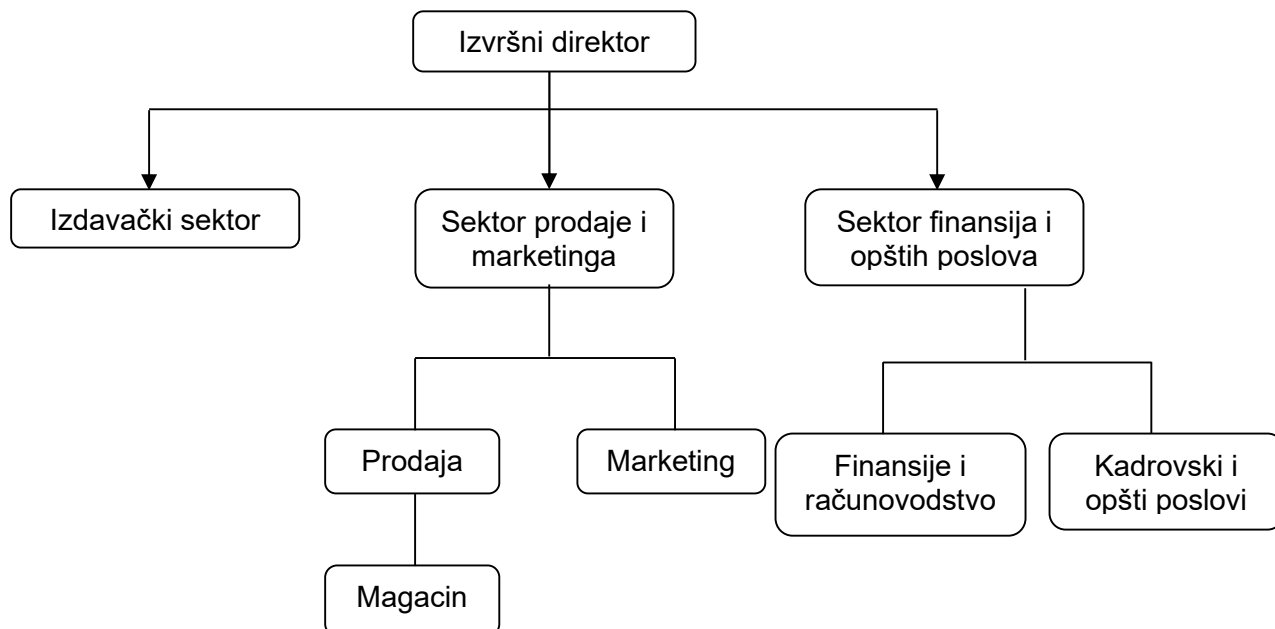 Izvršni direktor
Izdavački sektor
Sektor prodaje i
marketinga
Sektor finansija i
opštih poslova
Prodaja
Marketing
Finansije i
računovodstvo
Kadrovski i
opšti poslovi
Magacin